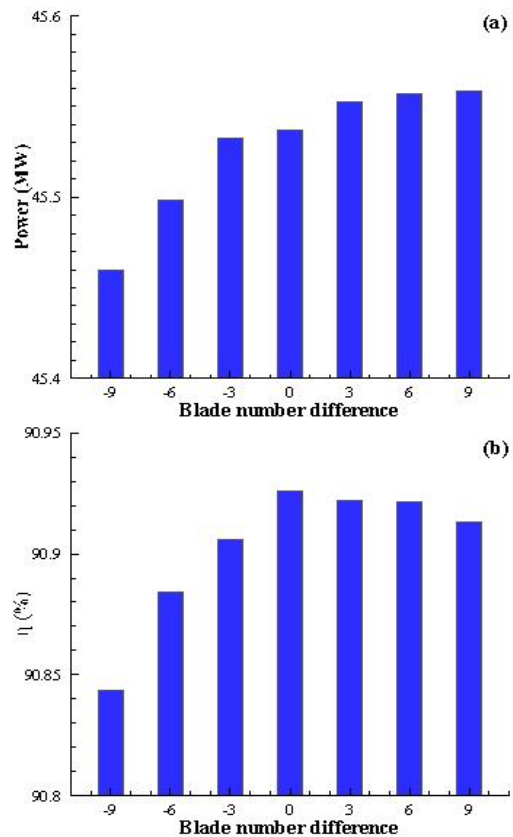 (a)
45.6
45.5
45.4
Power (MW)
-9 -6 -3 0 3 6 9
Blade number difference
(b)
90.95
90.9
90.85
90.8
η (%)
-9 -6 -3 0 3 6 9
Blade number difference